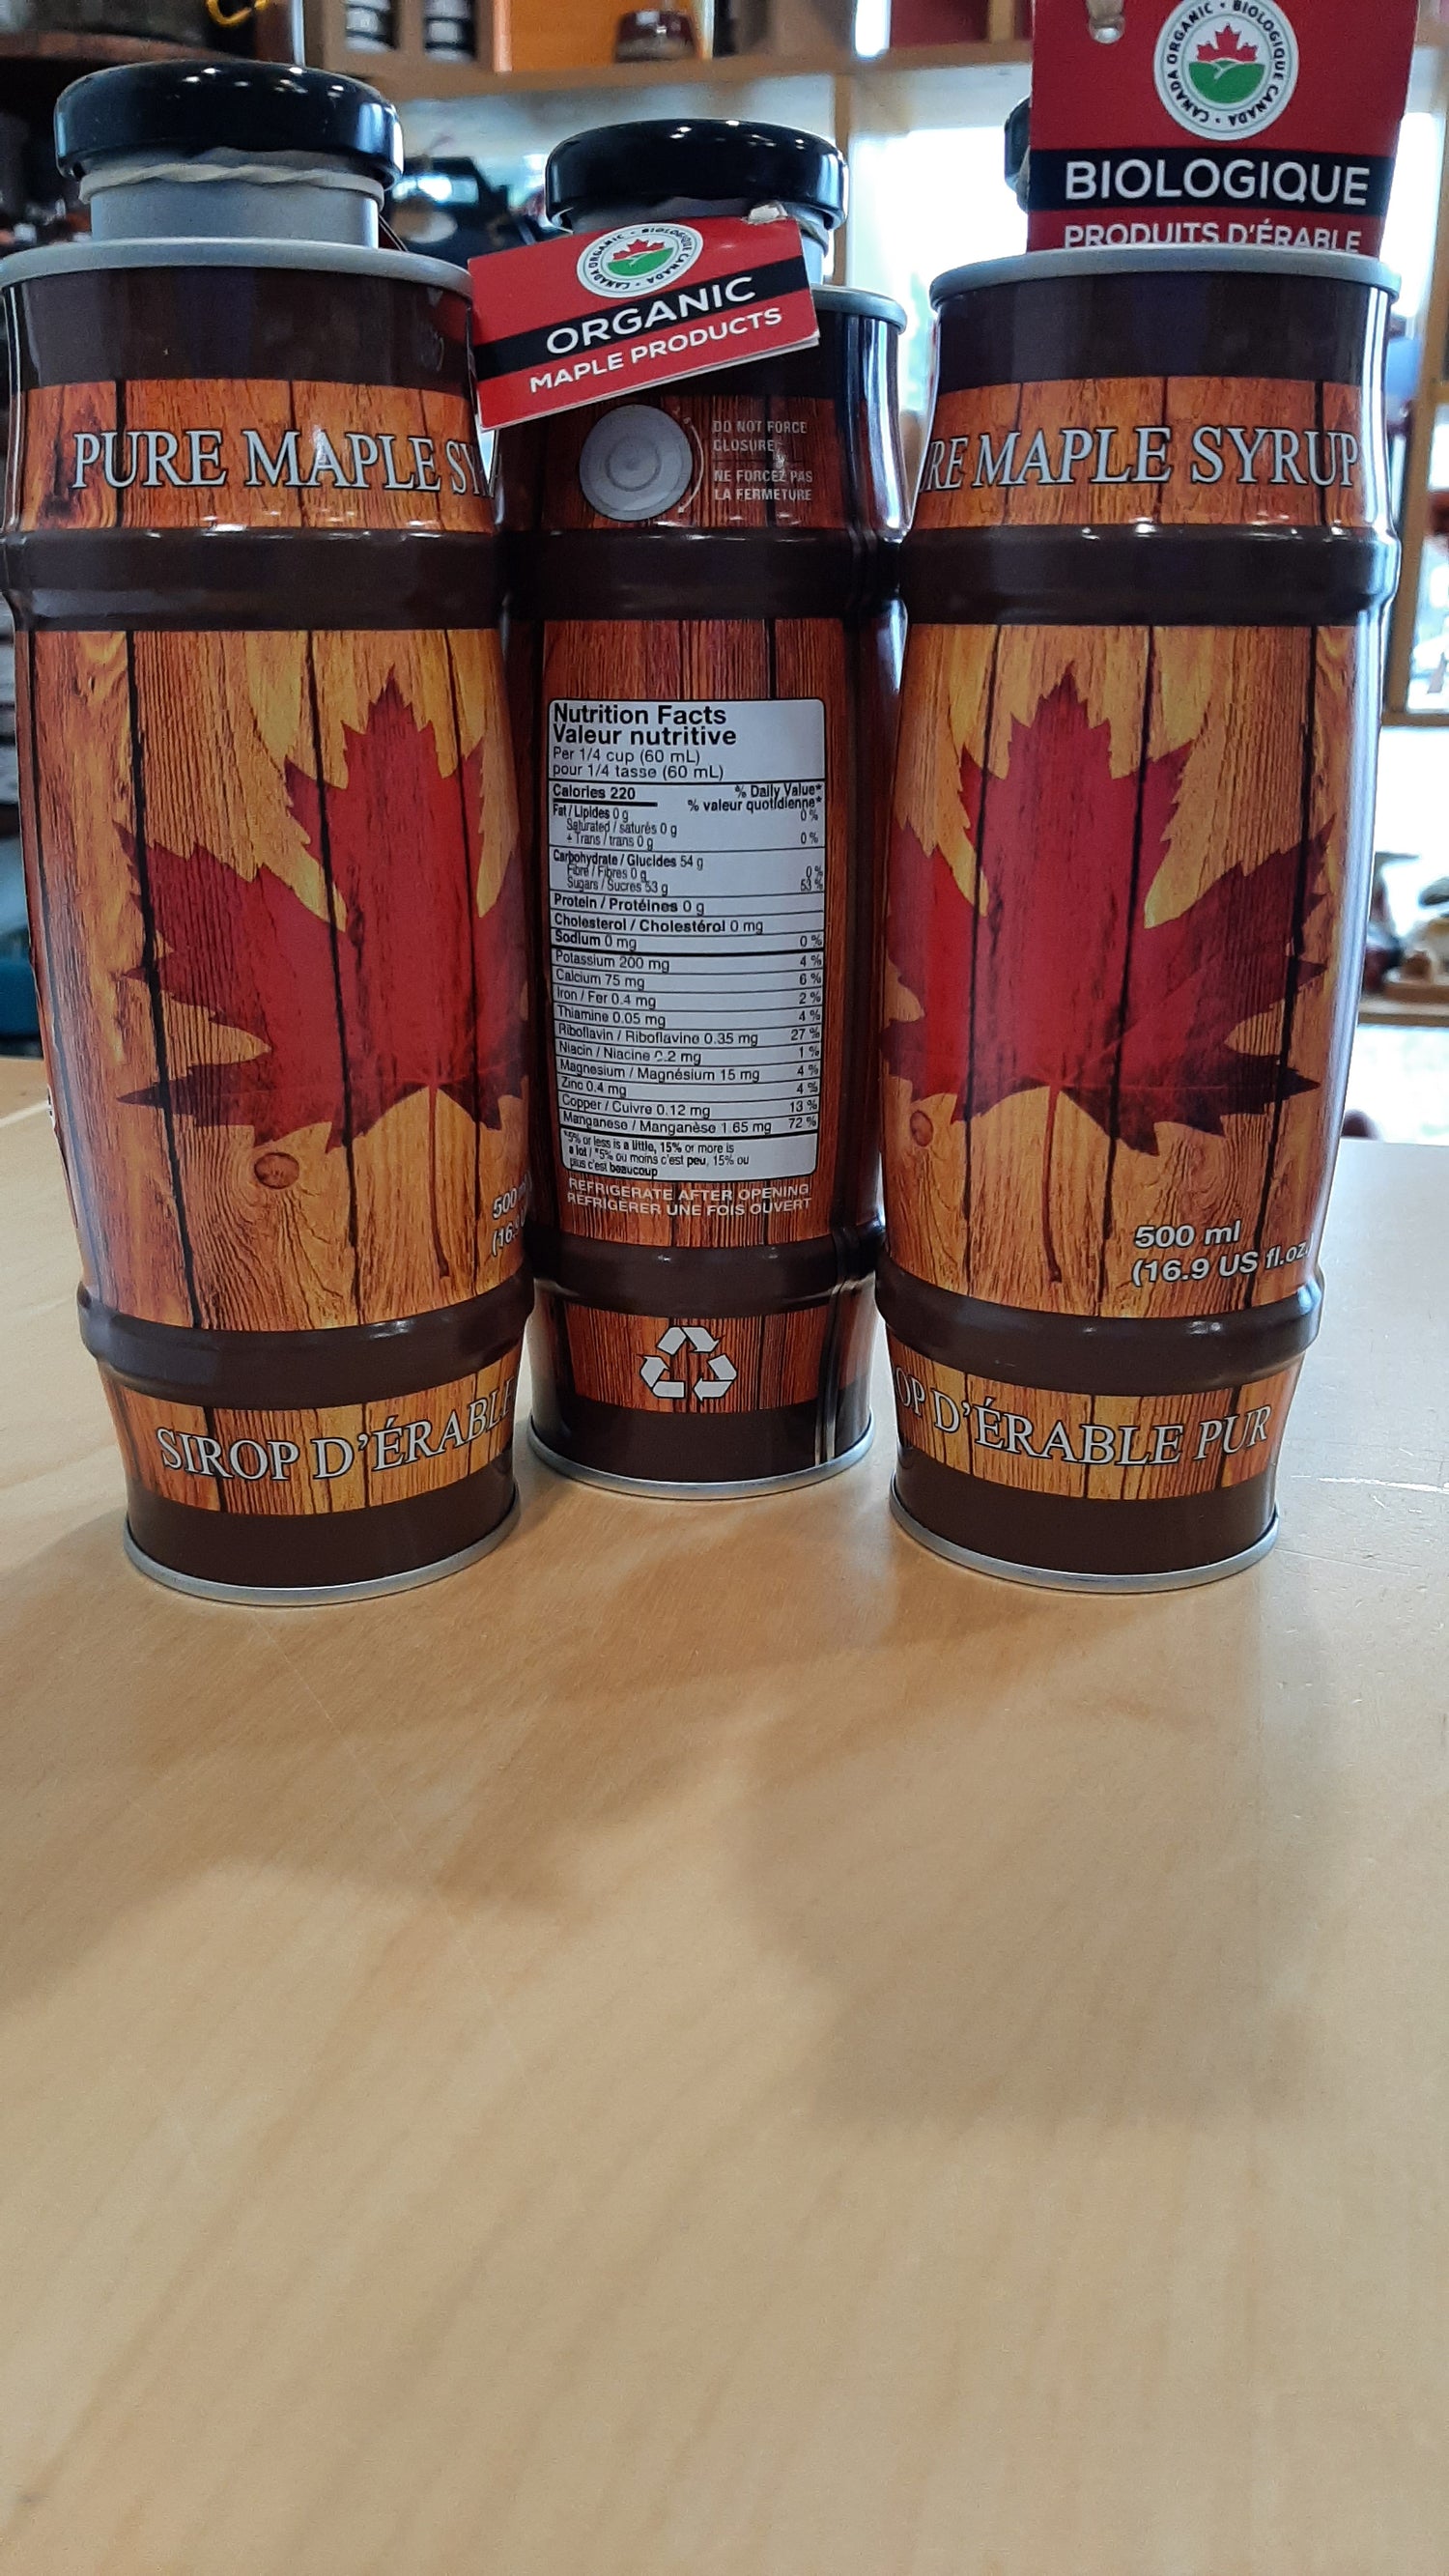 PURE MAPLE
SIROP D'ÉRABLE
CANADA ORGANIC • BIOLOGIQUE CANADA •
ORGANIC
MAPLE PRODUCTS
DO NOT FORCE
CLOSURE
NE FORCEZ PAS
LA FERMETURE
Nutrition Facts
Valeur nutritive
Per 1/4 cup (60 mL)
pour 1/4 tasse (60 mL)
Calories 220
% Daily Value*
% valeur quotidienne*
Fat / Lipides 0 g 0 %
Saturated / saturés 0 g
+ Trans / trans 0 g 0 %
Carbohydrate / Glucides 54 g
Fibre / Fibres 0 g 0 %
Sugars / Sucres 53 g 53 %
Protein / Protéines 0 g
Cholesterol / Cholestérol 0 mg
Sodium 0 mg 0 %
Potassium 200 mg 4 %
Calcium 75 mg 6 %
Iron / Fer 0.4 mg 2 %
Thiamine 0.05 mg 4 %
Riboflavin / Riboflavine 0.35 mg 27 %
Niacin / Niacine 0.2 mg 1 %
Magnesium / Magnésium 15 mg 4 %
Zinc 0.4 mg 4 %
Copper / Cuivre 0.12 mg 13 %
Manganese / Manganèse 1.65 mg 72 %
*5% or less is a little, 15% or more is
a lot / *5% ou moins c'est peu, 15% ou
plus c'est beaucoup
REFRIGERATE AFTER OPENING
RÉFRIGÉRER UNE FOIS OUVERT
CANADA ORGANIC • BIOLOGIQUE CANADA •
BIOLOGIQUE
PRODUITS D'ÉRABLE
MAPLE SYRUP
500 ml
(16.9 US fl.oz)
D'ÉRABLE PUR